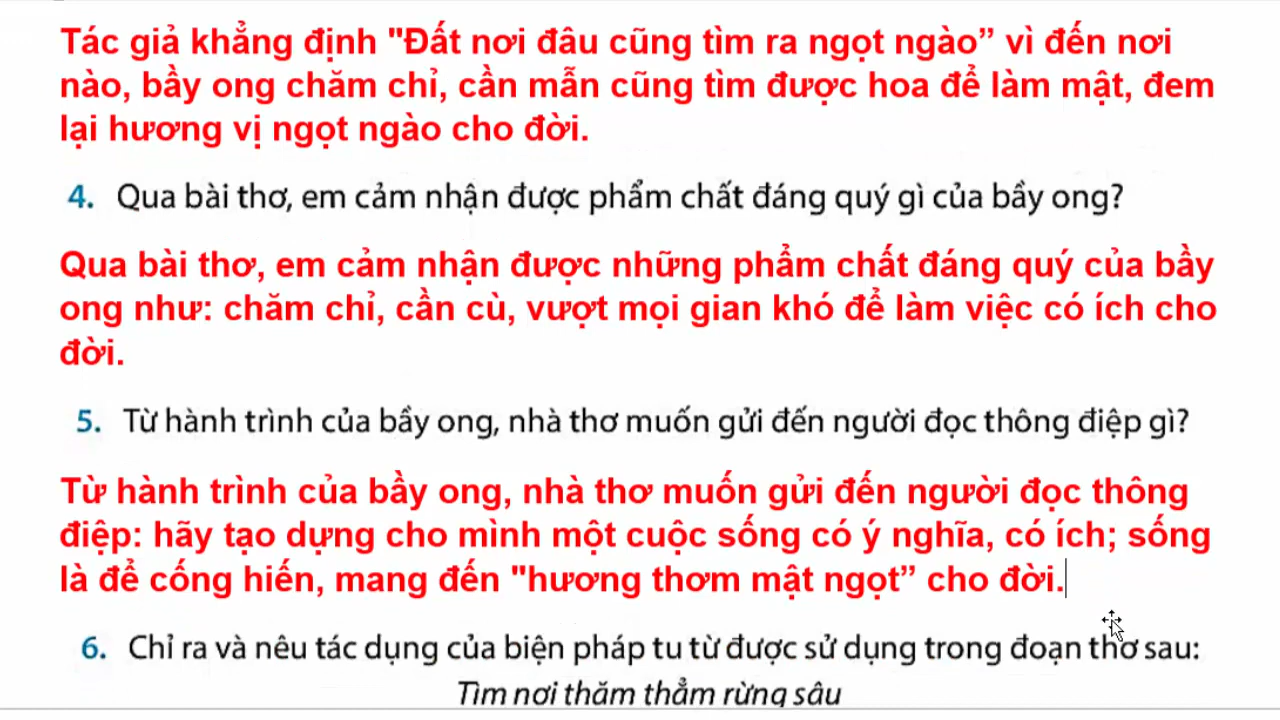 Tác giả khẳng định "Đất nơi đâu cũng tìm ra ngọt ngào” vì đến nơi
nào, bầy ong chăm chỉ, cần mẫn cũng tìm được hoa để làm mật, đem
lại hương vị ngọt ngào cho đời.
4. Qua bài thơ, em cảm nhận được phẩm chất đáng quý gì của bầy ong?
Qua bài thơ, em cảm nhận được những phẩm chất đáng quý của bầy
ong như: chăm chỉ, cần cù, vượt mọi gian khó để làm việc có ích cho
đời.
5. Từ hành trình của bầy ong, nhà thơ muốn gửi đến người đọc thông điệp gì?
Từ hành trình của bầy ong, nhà thơ muốn gửi đến người đọc thông
điệp: hãy tạo dựng cho mình một cuộc sống có ý nghĩa, có ích; sống
là để cống hiến, mang đến "hương thơm mật ngọt” cho đời.
6. Chỉ ra và nêu tác dụng của biện pháp tu từ được sử dụng trong đoạn thơ sau:
Tìm nơi thăm thẳm rừng sâu